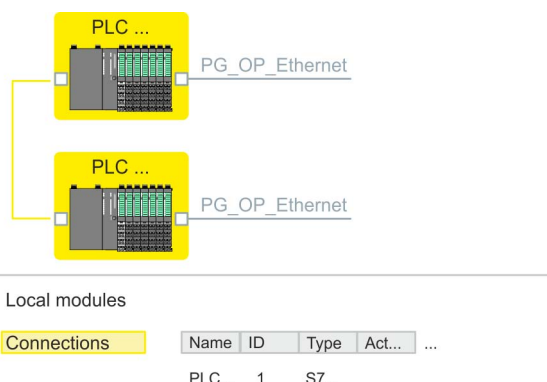 PLC ...
PG_OP_Ethernet
PLC ...
PG_OP_Ethernet
Local modules
Connections
Name ID Type Act... ...
PLC 1 S7